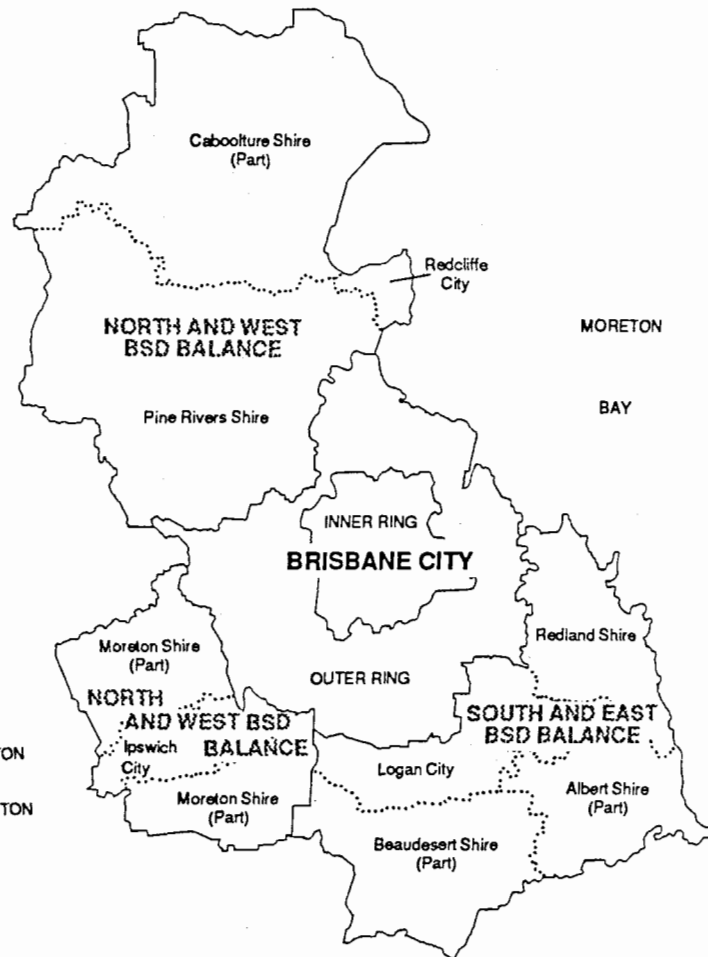 Caboolture Shire
(Part)
Redcliffe
City
NORTH AND WEST
BSD BALANCE
MORETON
BAY
Pine Rivers Shire
INNER RING
BRISBANE CITY
Moreton Shire
(Part)
Redland Shire
OUTER RING
NORTH
AND WEST BSD
BALANCE
SOUTH AND EAST
BSD BALANCE
Ipswich
City
TON
Logan City
Albert Shire
(Part)
Moreton Shire
(Part)
TON
Beaudesert Shire
(Part)